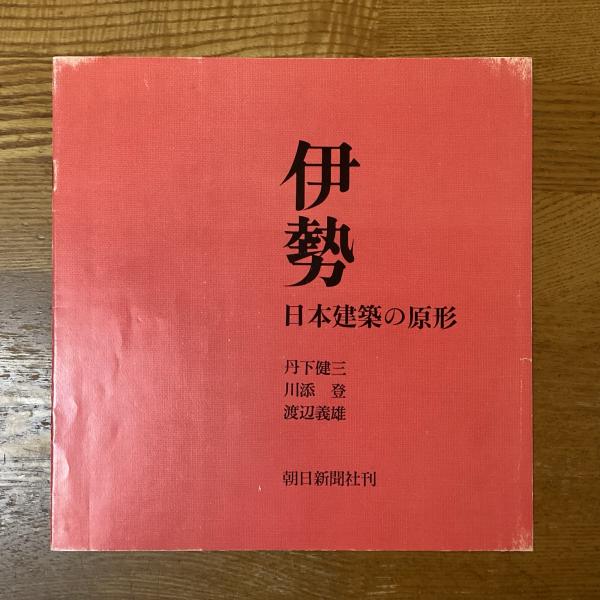 伊勢
日本建築の原形
丹下健三
川添 登
渡辺義雄
朝日新聞社刊